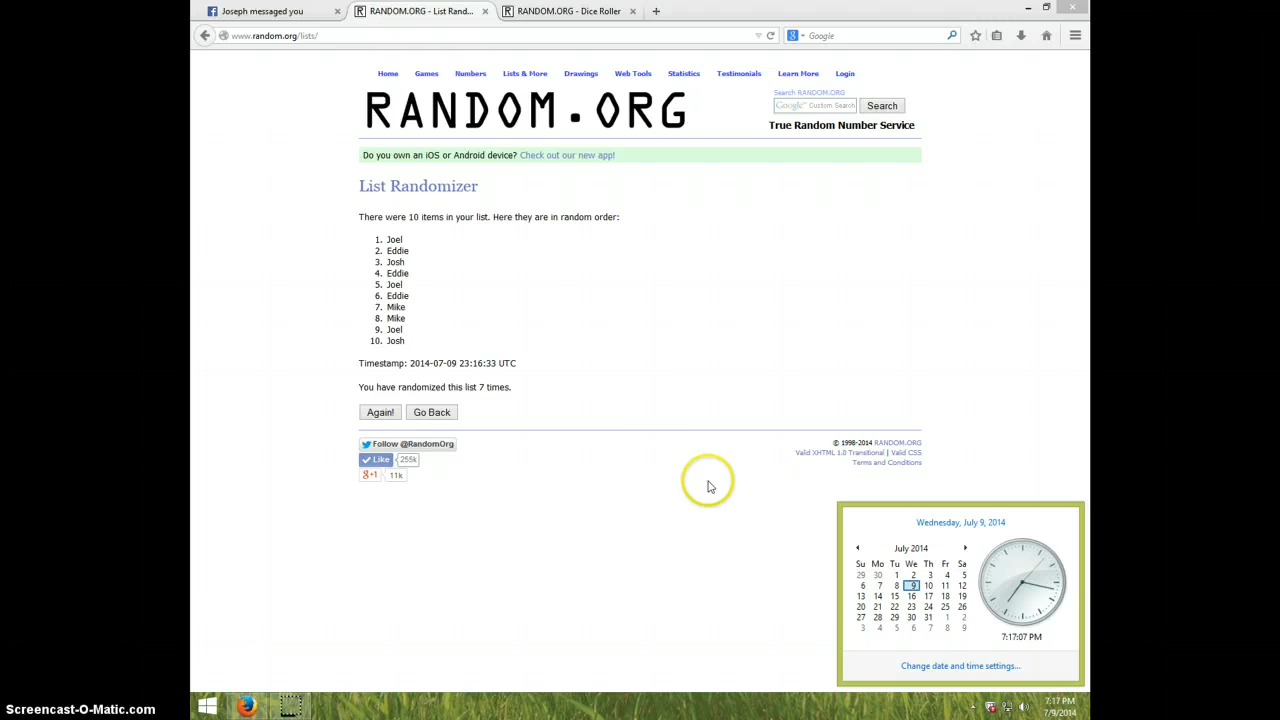 Joseph messaged you
RANDOM.ORG - List Rand...
RANDOM.ORG - Dice Roller
www.random.org/lists/
Google
Home Games Numbers Lists & More Drawings Web Tools Statistics Testimonials Learn More Login
RANDOM.ORG
Search RANDOM.ORG
Google™ Custom Search Search
True Random Number Service
Do you own an iOS or Android device? Check out our new app!
List Randomizer
There were 10 items in your list. Here they are in random order:
1. Joel
2. Eddie
3. Josh
4. Eddie
5. Joel
6. Eddie
7. Mike
8. Mike
9. Joel
10. Josh
Timestamp: 2014-07-09 23:16:33 UTC
You have randomized this list 7 times.
Again! Go Back
Follow @RandomOrg
Like 255k
g+1 11k
© 1998-2014 RANDOM.ORG
Valid XHTML 1.0 Transitional | Valid CSS
Terms and Conditions
Wednesday, July 9, 2014
July 2014
Su Mo Tu We Th Fr Sa
29 30 1 2 3 4 5
6 7 8 9 10 11 12
13 14 15 16 17 18 19
20 21 22 23 24 25 26
27 28 29 30 31 1 2
3 4 5 6 7 8 9
7:17:07 PM
Change date and time settings...
7:17 PM
7/9/2014
Screencast-O-Matic.com